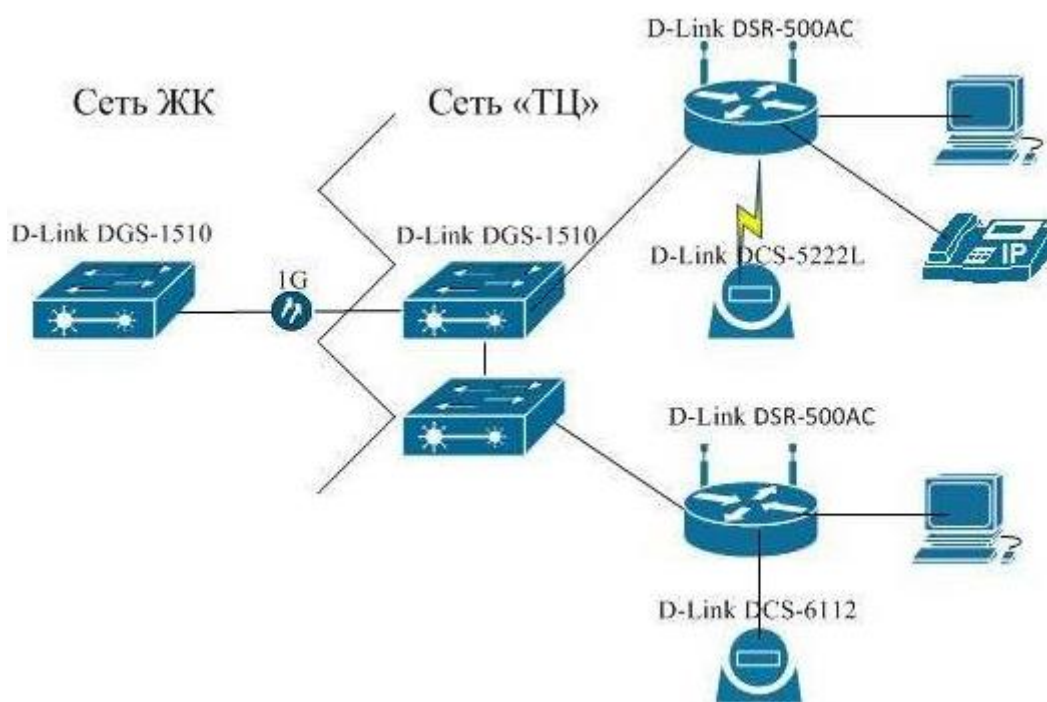 D-Link DSR-500AC
Сеть ЖК
Сеть «ТЦ»
D-Link DGS-1510
D-Link DGS-1510
1G
D-Link DCS-5222L
IP
D-Link DSR-500AC
D-Link DCS-6112